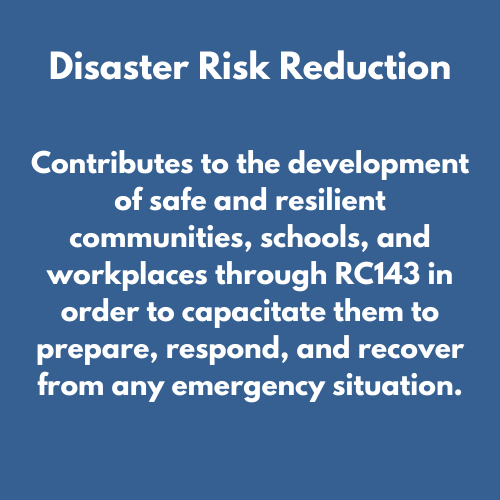 Disaster Risk Reduction
Contributes to the development
of safe and resilient
communities, schools, and
workplaces through RC143 in
order to capacitate them to
prepare, respond, and recover
from any emergency situation.